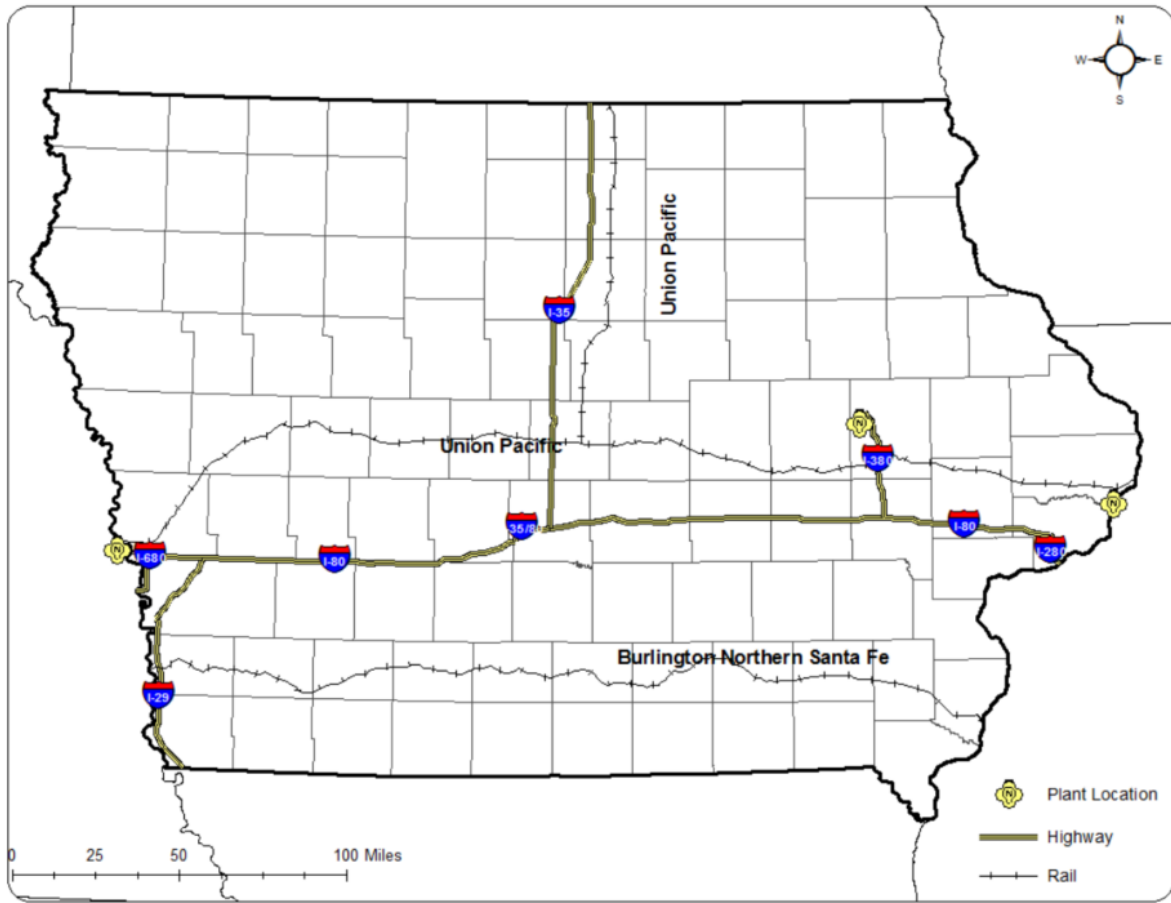 N
W
E
S
Union Pacific
I-35
N
Union Pacific
I-380
N
35/8
I-80
N
I-680
I-80
I-280
Burlington Northern Santa Fe
I-29
N
Plant Location
Highway
Rail
0
25
50
100 Miles